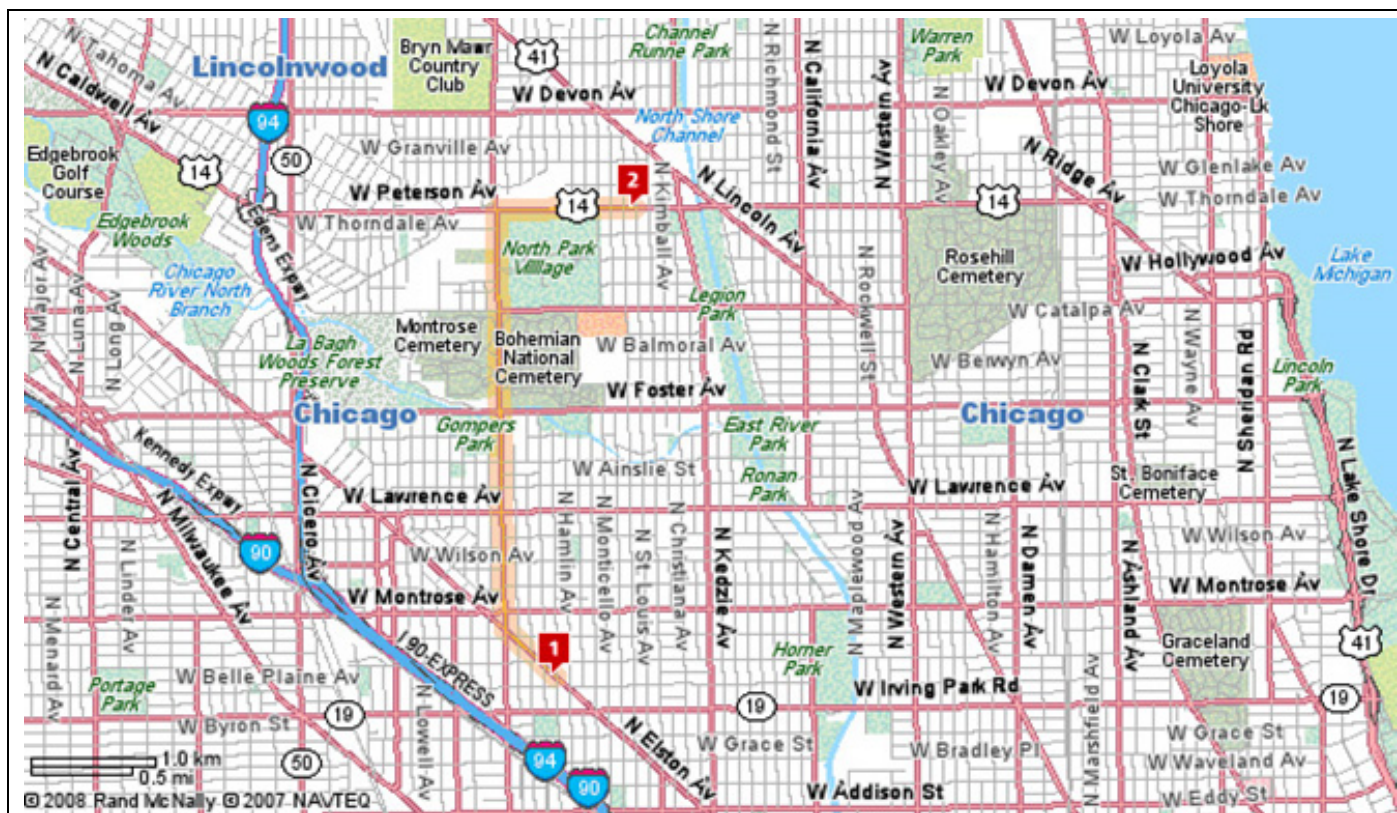 N Tahoma Av
N Caldwell Av
Lincolnwood
Bryn Mawr
Country
Club
41
Channel
Runne Park
N Richmond St
N California Av
N Western Av
Warren
Park
W Loyola Av
Loyola
University
Chicago-Lk
Shore
94
50
W Devon Av
W Devon Av
North Shore
Channel
N Oakley Av
N Ridge Av
W Glenlake Av
W Thorndale Av
Edgebrook
Golf
Course
14
W Granville Av
W Peterson Av
2
14
N Kimball Av
N Lincoln Av
14
Edgebrook
Woods
Edens Expwy
W Thorndale Av
North Park
Village
Rosehill
Cemetery
W Hollywood Av
Lake
Michigan
N Major Av
N Luna Av
N Long Av
Chicago
River North
Branch
Legion
Park
N Rockwell St
W Catalpa Av
N Wayne Av
N Sheridan Rd
Montrose
Cemetery
Bohemian
National
Cemetery
W Balmoral Av
La Bagh
Woods Forest
Preserve
W Berwyn Av
N Clark St
Lincoln
Park
W Foster Av
Chicago
Gompers
Park
East River
Park
Chicago
Kennedy Expwy
N Central Av
N Milwaukee Av
N Cicero Av
W Ainslie St
Ronan
Park
St. Boniface
Cemetery
N Lake Shore Dr
W Lawrence Av
W Lawrence Av
90
W Wilson Av
N Hamlin Av
N Monticello Av
N St. Louis Av
N Christiana Av
N Kedzie Av
N Maplewood Av
N Western Av
N Hamilton Av
N Damen Av
N Ashland Av
W Wilson Av
N Linder Av
N Menard Av
W Montrose Av
W Montrose Av
1
Horner
Park
Graceland
Cemetery
41
I 90-EXPRESS
W Belle Plaine Av
Portage
Park
N Lowell Av
W Irving Park Rd
N Marshfield Av
19
19
19
W Byron St
N Elston Av
W Grace St
W Bradley Pl
W Grace St
W Waveland Av
1.0 km
0.5 mi
50
94
90
W Addison St
W Eddy St
© 2008 Rand McNally © 2007 NAVTEQ